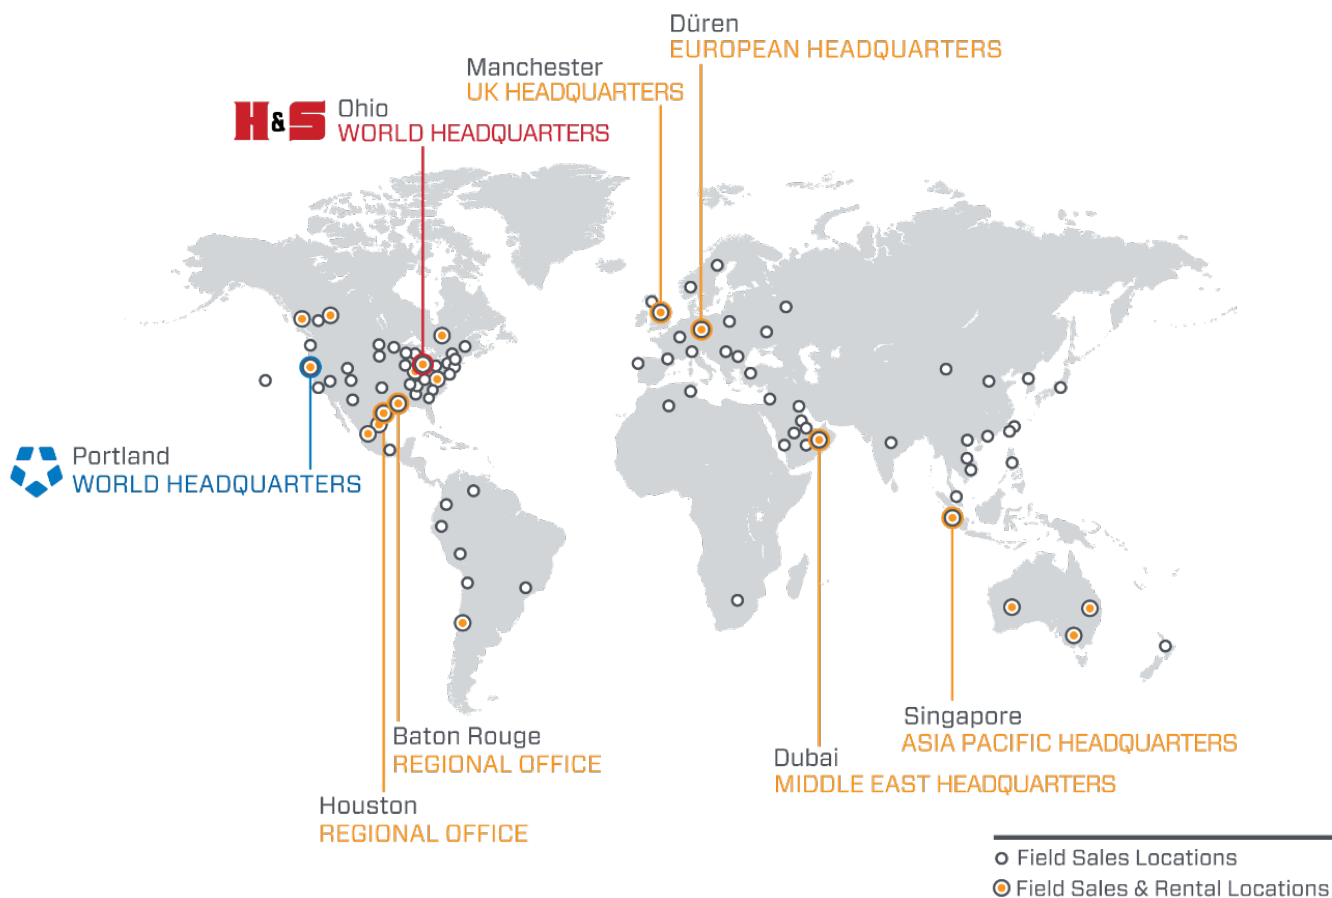 Düren
EUROPEAN HEADQUARTERS
Manchester
UK HEADQUARTERS
H&S
Ohio
WORLD HEADQUARTERS
Portland
WORLD HEADQUARTERS
Baton Rouge
REGIONAL OFFICE
Houston
REGIONAL OFFICE
Singapore
ASIA PACIFIC HEADQUARTERS
Dubai
MIDDLE EAST HEADQUARTERS
Field Sales Locations
Field Sales & Rental Locations